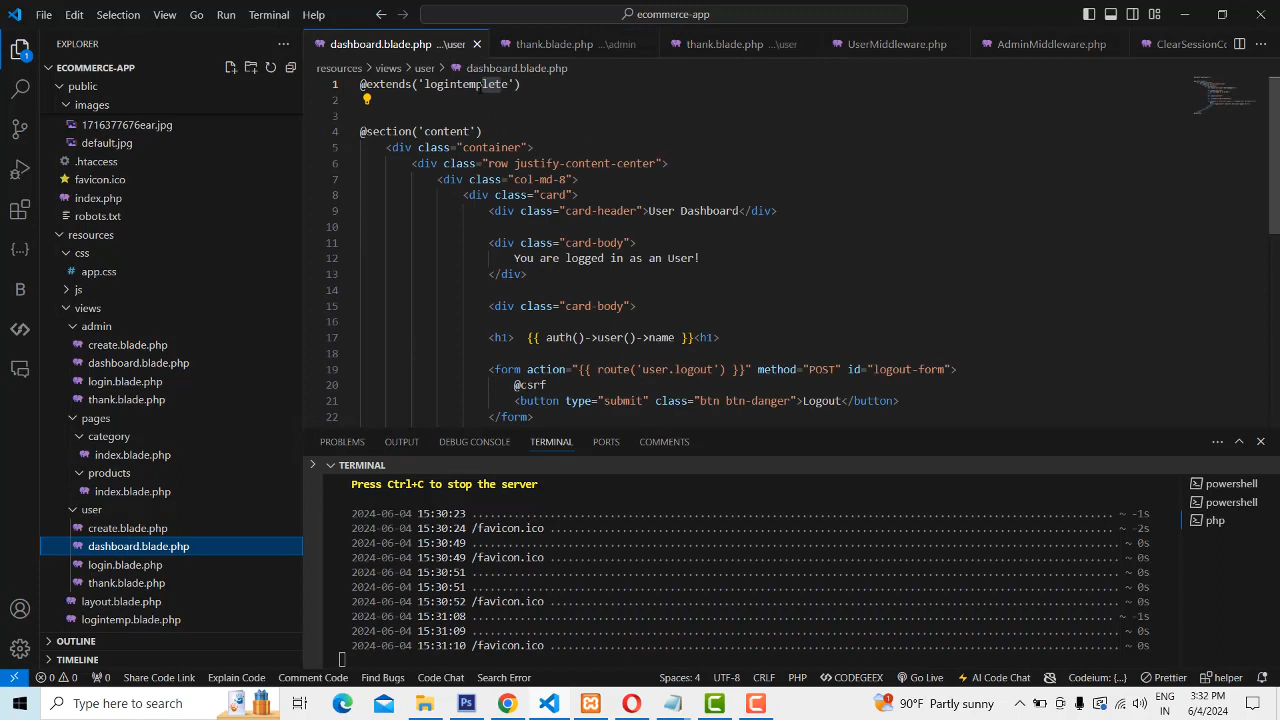 File Edit Selection View Go Run Terminal Help
ecommerce-app
EXPLORER
ECOMMERCE-APP
public
images
1716377676ear.jpg
default.jpg
.htaccess
favicon.ico
index.php
robots.txt
resources
css
app.css
js
views
admin
create.blade.php
dashboard.blade.php
login.blade.php
thank.blade.php
pages
category
index.blade.php
products
index.blade.php
user
create.blade.php
dashboard.blade.php
login.blade.php
thank.blade.php
layout.blade.php
logintemp.blade.php
OUTLINE
TIMELINE
dashboard.blade.php ...\user
thank.blade.php ...\admin
thank.blade.php ...\user
UserMiddleware.php
AdminMiddleware.php
ClearSessionCo
resources > views > user > dashboard.blade.php
1 @extends('logintemplete')
2
3
4 @section('content')
5 <div class="container">
6 <div class="row justify-content-center">
7 <div class="col-md-8">
8 <div class="card">
9 <div class="card-header">User Dashboard</div>
10
11 <div class="card-body">
12 You are logged in as an User!
13 </div>
14
15 <div class="card-body">
16
17 <h1> {{ auth()->user()->name }}<h1>
18
19 <form action="{{ route('user.logout') }}" method="POST" id="logout-form">
20 @csrf
21 <button type="submit" class="btn btn-danger">Logout</button>
22 </form>
PROBLEMS OUTPUT DEBUG CONSOLE TERMINAL PORTS COMMENTS
TERMINAL
Press Ctrl+C to stop the server
2024-06-04 15:30:23 ........ ~ -1s
2024-06-04 15:30:24 /favicon.ico ........ ~ -2s
2024-06-04 15:30:49 ........ ~ 0s
2024-06-04 15:30:49 /favicon.ico ........ ~ 0s
2024-06-04 15:30:51 ........ ~ 0s
2024-06-04 15:30:51 ........ ~ 0s
2024-06-04 15:30:52 /favicon.ico ........ ~ 0s
2024-06-04 15:31:08 ........ ~ -1s
2024-06-04 15:31:09 ........ ~ 0s
2024-06-04 15:31:10 /favicon.ico ........ ~ 0s
powershell
powershell
php
0 0 0 Share Code Link Explain Code Comment Code Find Bugs Code Chat Search Error Spaces: 4 UTF-8 CRLF PHP CODEGEEX Go Live AI Code Chat Codeium: {...} Prettier helper
Type here to search
90°F Partly sunny
ENG
IN
3:32 PM
6/4/2024